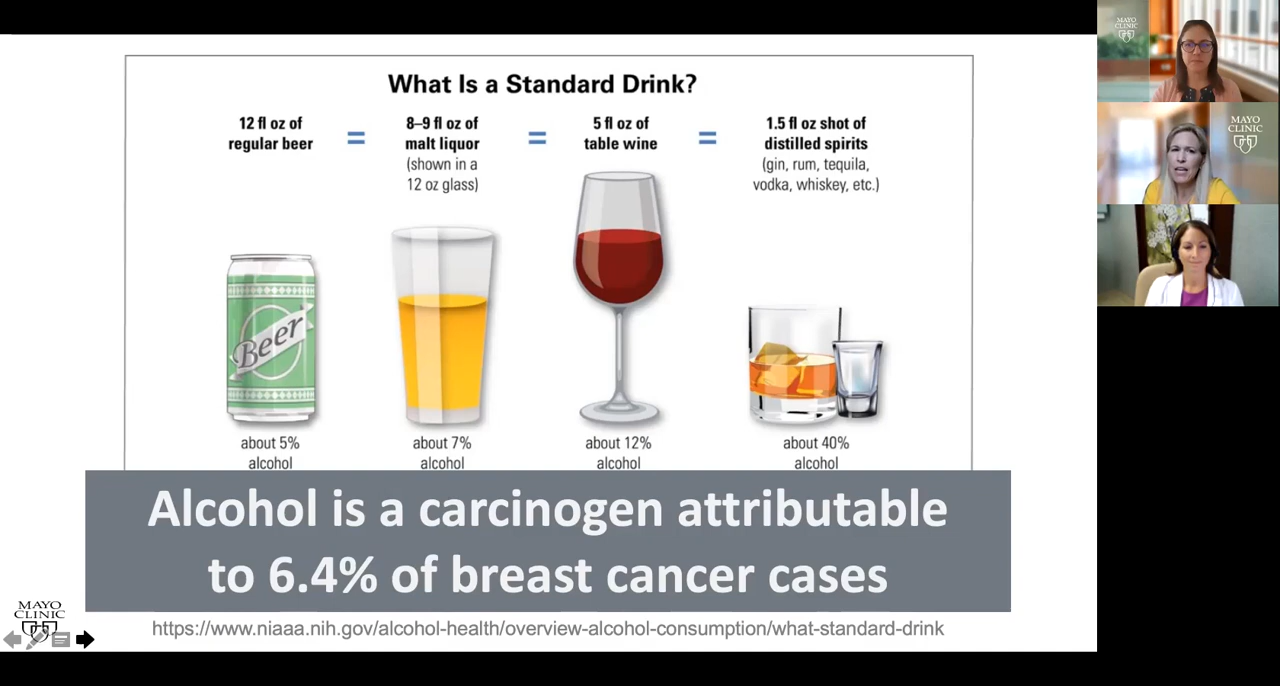 What Is a Standard Drink?
12 fl oz of
regular beer
=
8–9 fl oz of
malt liquor
(shown in a
12 oz glass)
=
5 fl oz of
table wine
=
1.5 fl oz shot of
distilled spirits
(gin, rum, tequila,
vodka, whiskey, etc.)
Beer
about 5%
alcohol
about 7%
alcohol
about 12%
alcohol
about 40%
alcohol
Alcohol is a carcinogen attributable
to 6.4% of breast cancer cases
MAYO
CLINIC
https://www.niaaa.nih.gov/alcohol-health/overview-alcohol-consumption/what-standard-drink
MAYO
CLINIC
MAYO
CLINIC